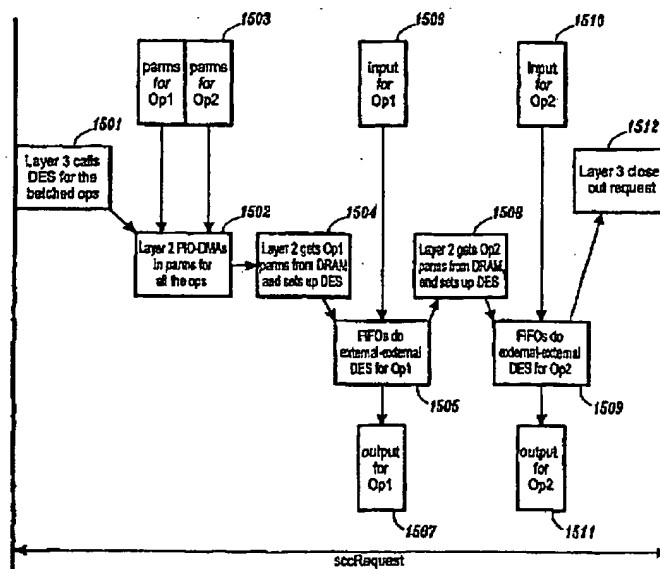 1503
1506
1510
parms for Op1
parms for Op2
input for Op1
Input for Op2
1501
1512
Layer 3 calls
DES for the
batched ops
Layer 3 close
out request
1502
1504
1508
Layer 2 PIO-DMAs
in parms for
all the ops
Layer 2 gets Op1
parms from DRAM
and sets up DES
Layer 2 gets Op2
parms from DRAM,
and sets up DES
FIFOs do
external-external
DES for Op1
FIFOs do
external-external
DES for Op2
1505
1509
output
for
Op1
output
for
Op2
1507
1511
sccRequest